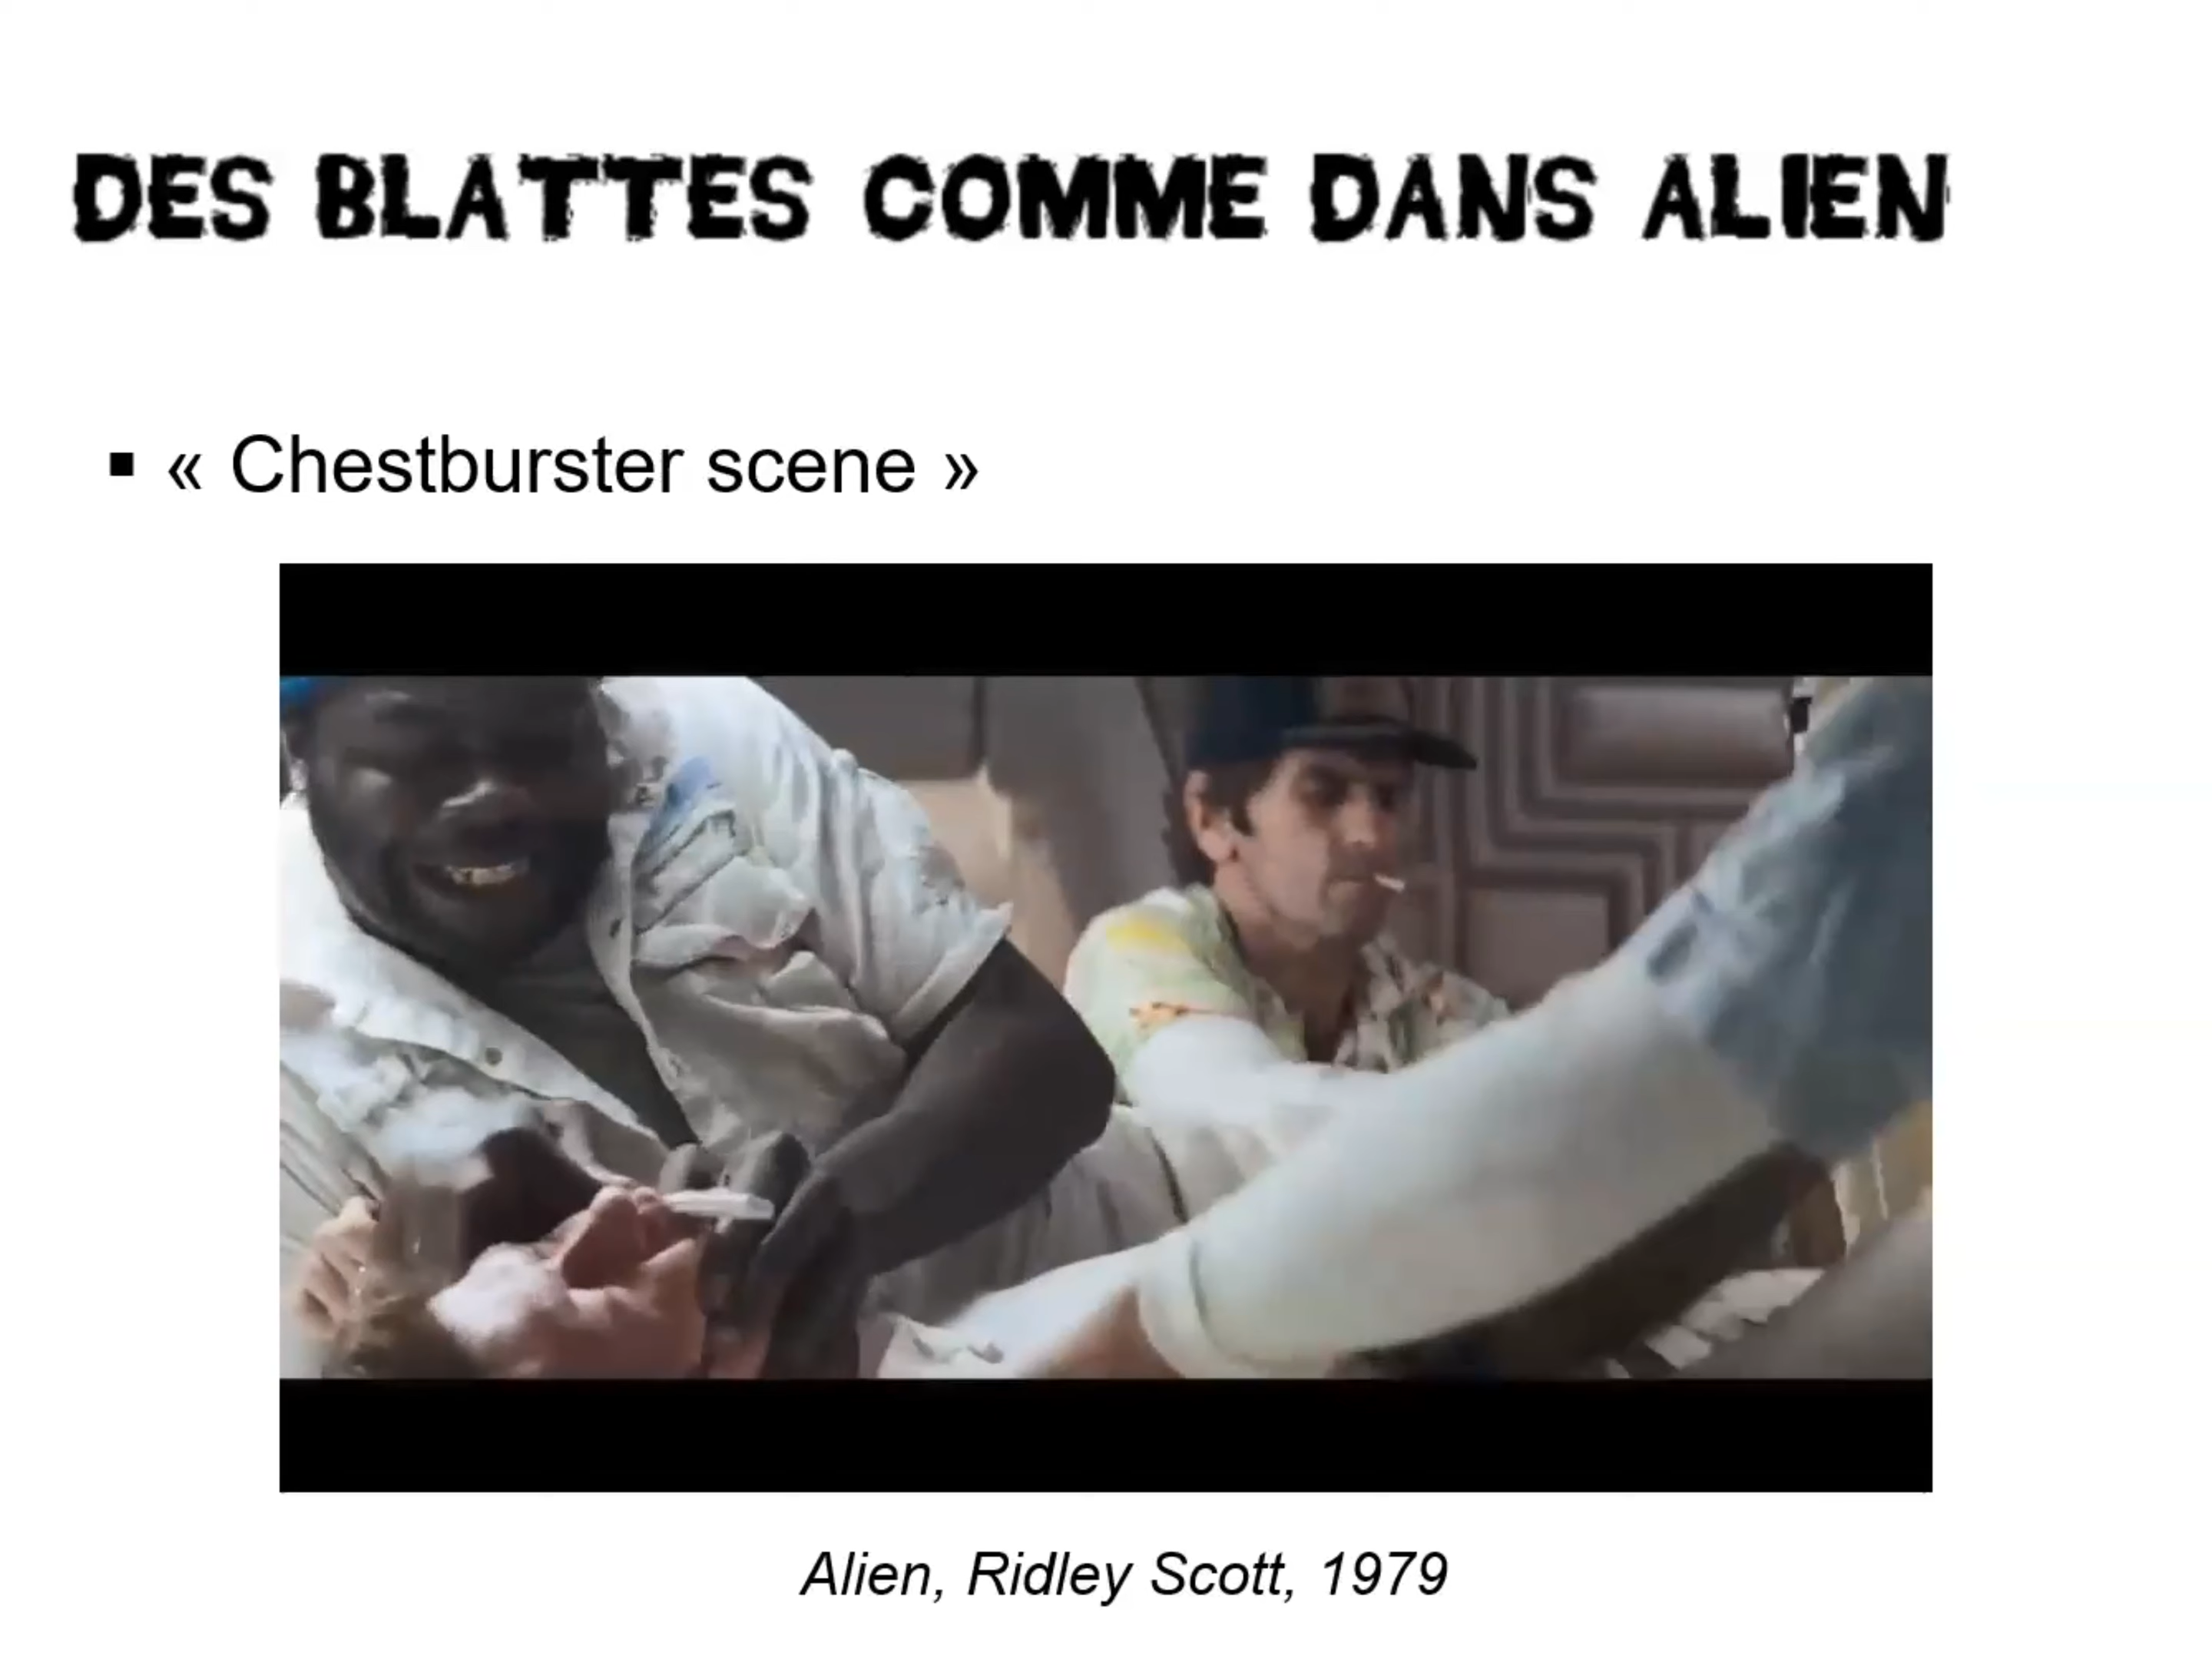 DES BLATTES COMME DANS ALIEN
▪ « Chestburster scene »
Alien, Ridley Scott, 1979